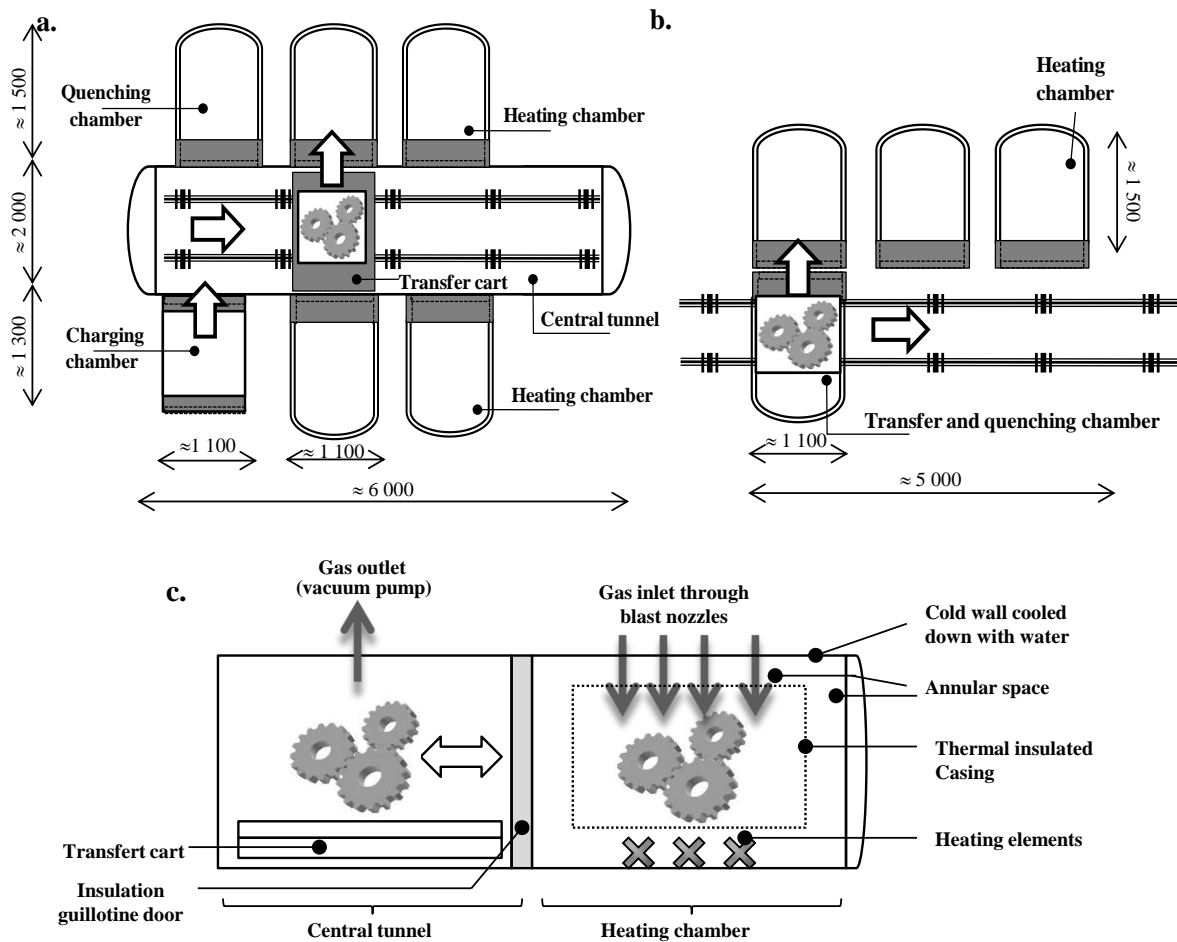 a.
Quenching
chamber
Heating chamber
≈ 1 500
≈ 2 000
≈ 1 300
Transfer cart
Central tunnel
Charging
chamber
Heating chamber
≈1 100
≈1 100
≈ 6 000
b.
Heating
chamber
≈ 1 500
Transfer and quenching chamber
≈ 1 100
≈ 5 000
c.
Gas outlet
(vacuum pump)
Gas inlet through
blast nozzles
Cold wall cooled
down with water
Annular space
Thermal insulated
Casing
Heating elements
Transfert cart
Insulation
guillotine door
Central tunnel
Heating chamber